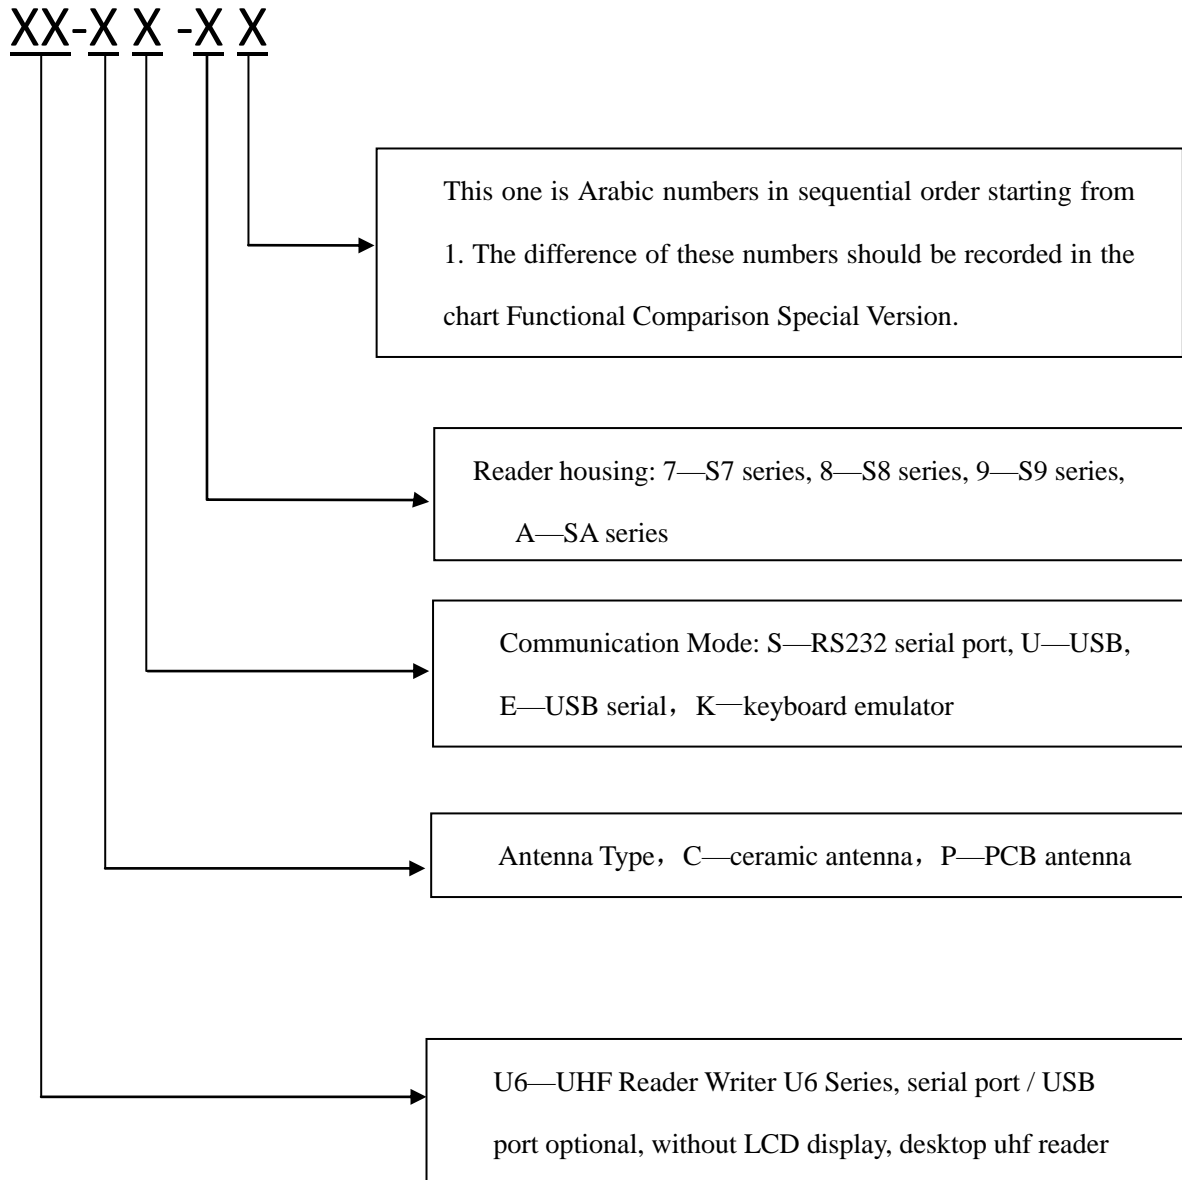 XX-X X -X X
This one is Arabic numbers in sequential order starting from
1. The difference of these numbers should be recorded in the
chart Functional Comparison Special Version.
Reader housing: 7—S7 series, 8—S8 series, 9—S9 series,
A—SA series
Communication Mode: S—RS232 serial port, U—USB,
E—USB serial，K—keyboard emulator
Antenna Type，C—ceramic antenna，P—PCB antenna
U6—UHF Reader Writer U6 Series, serial port / USB
port optional, without LCD display, desktop uhf reader